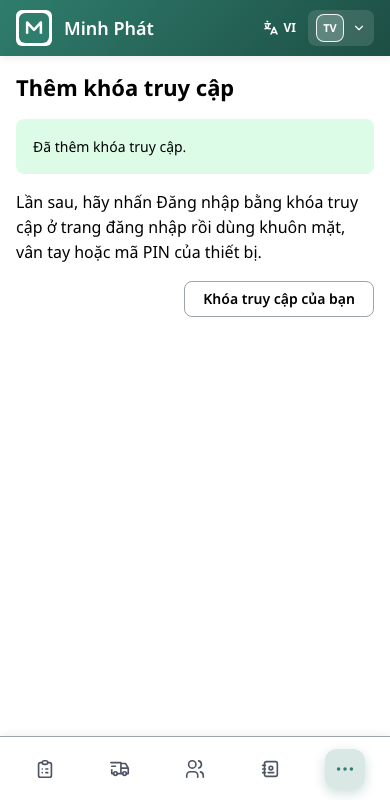 Minh Phát
VI
TV
Thêm khóa truy cập
Đã thêm khóa truy cập.
Lần sau, hãy nhấn Đăng nhập bằng khóa truy
cập ở trang đăng nhập rồi dùng khuôn mặt,
vân tay hoặc mã PIN của thiết bị.
Khóa truy cập của bạn